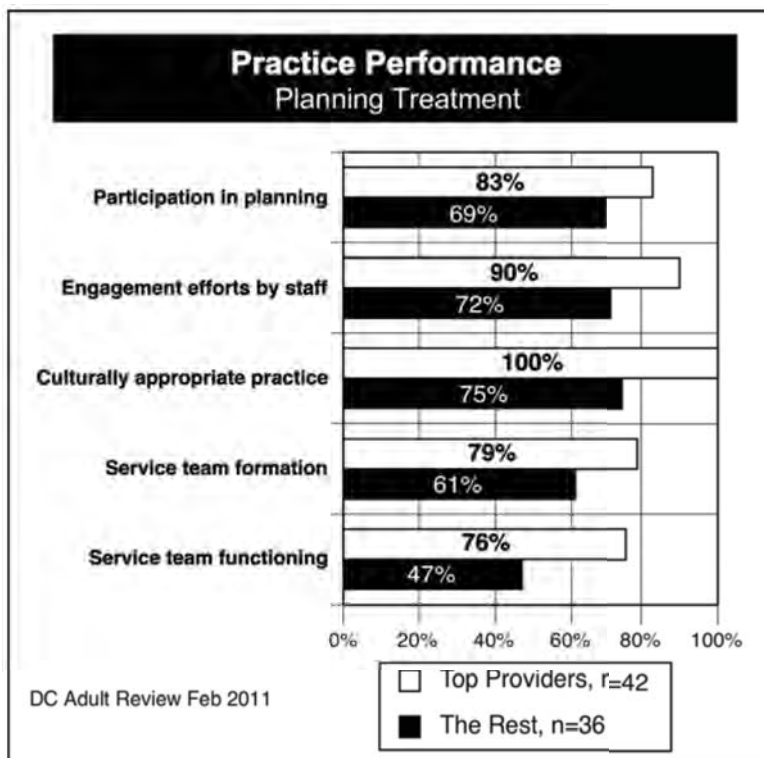 Practice Performance
Planning Treatment
Participation in planning
83%
69%
Engagement efforts by staff
90%
72%
Culturally appropriate practice
100%
75%
Service team formation
79%
61%
Service team functioning
76%
47%
0% 20% 40% 60% 80% 100%
DC Adult Review Feb 2011
Top Providers, r=42
The Rest, n=36